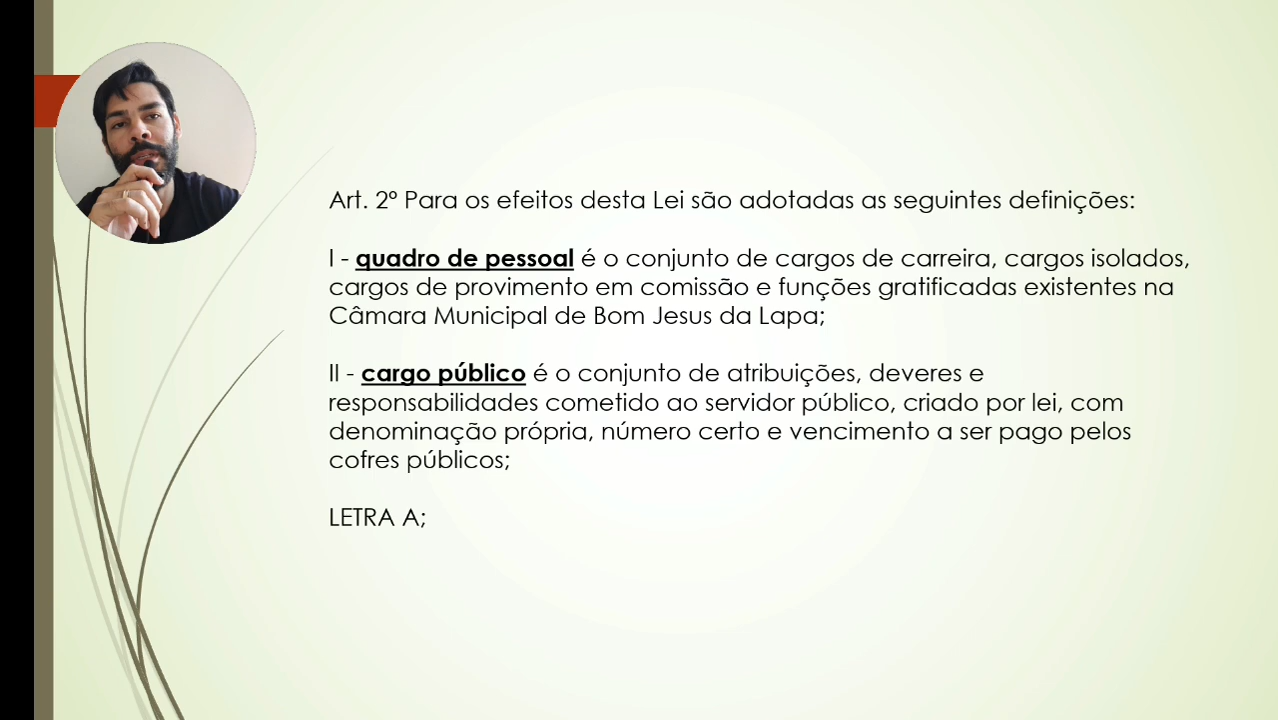 Art. 2º Para os efeitos desta Lei são adotadas as seguintes definições:
I - quadro de pessoal é o conjunto de cargos de carreira, cargos isolados,
cargos de provimento em comissão e funções gratificadas existentes na
Câmara Municipal de Bom Jesus da Lapa;
II - cargo público é o conjunto de atribuições, deveres e
responsabilidades cometido ao servidor público, criado por lei, com
denominação própria, número certo e vencimento a ser pago pelos
cofres públicos;
LETRA A;